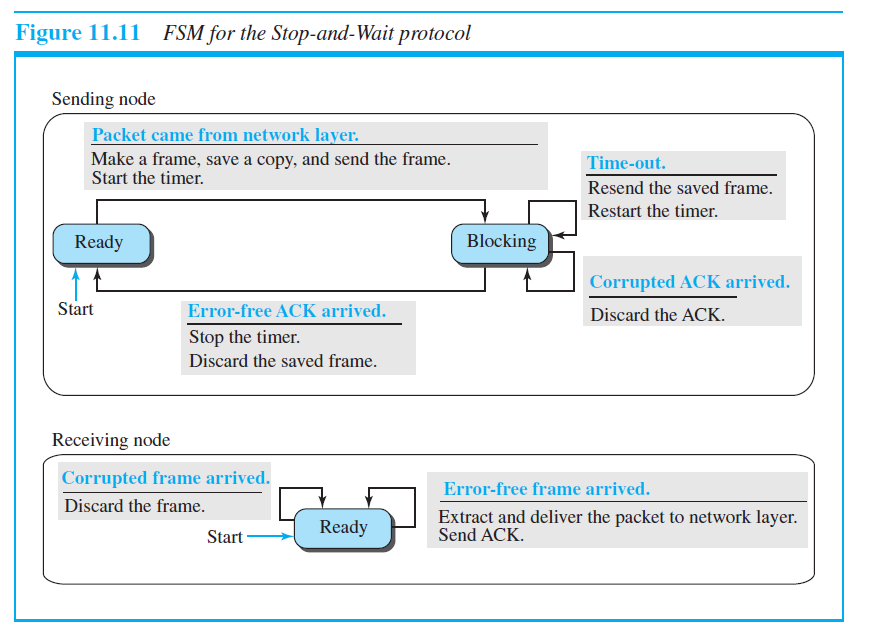 Figure 11.11 FSM for the Stop-and-Wait protocol
Sending node
Packet came from network layer.
Make a frame, save a copy, and send the frame.
Start the timer.
Time-out.
Resend the saved frame.
Restart the timer.
Ready
Blocking
Start
Error-free ACK arrived.
Stop the timer.
Discard the saved frame.
Corrupted ACK arrived.
Discard the ACK.
Receiving node
Corrupted frame arrived.
Discard the frame.
Start
Ready
Error-free frame arrived.
Extract and deliver the packet to network layer.
Send ACK.